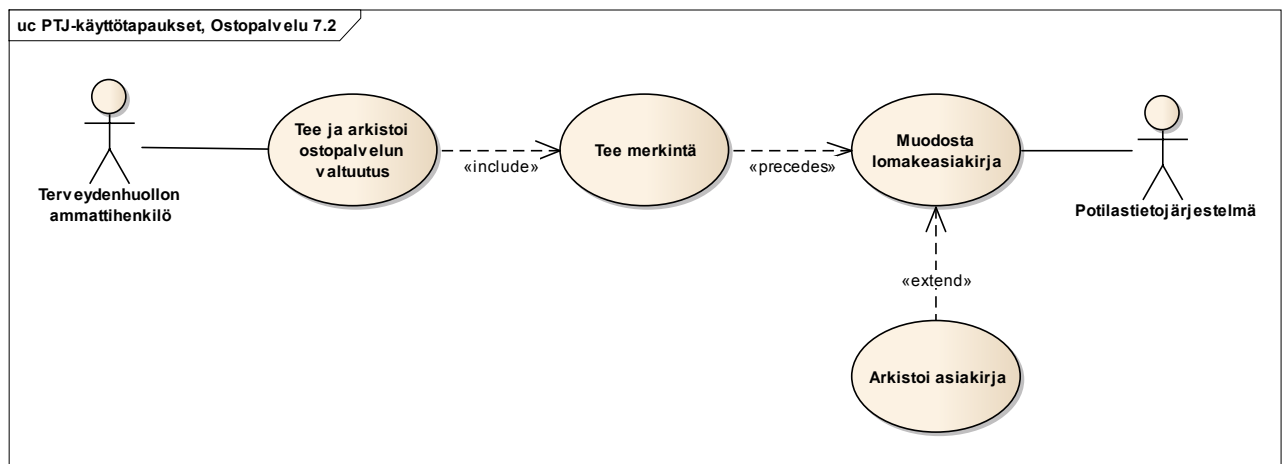 uc PTJ-käyttötapaukset, Ostopalvelu 7.2
Tee ja arkistoi
ostopalvelun
valtuutus
«include»
Tee merkintä
«precedes»
Muodosta
lomakeasiakirja
Terveydenhuollon
ammattihenkilö
Potilastietojärjestelmä
«extend»
Arkistoi asiakirja